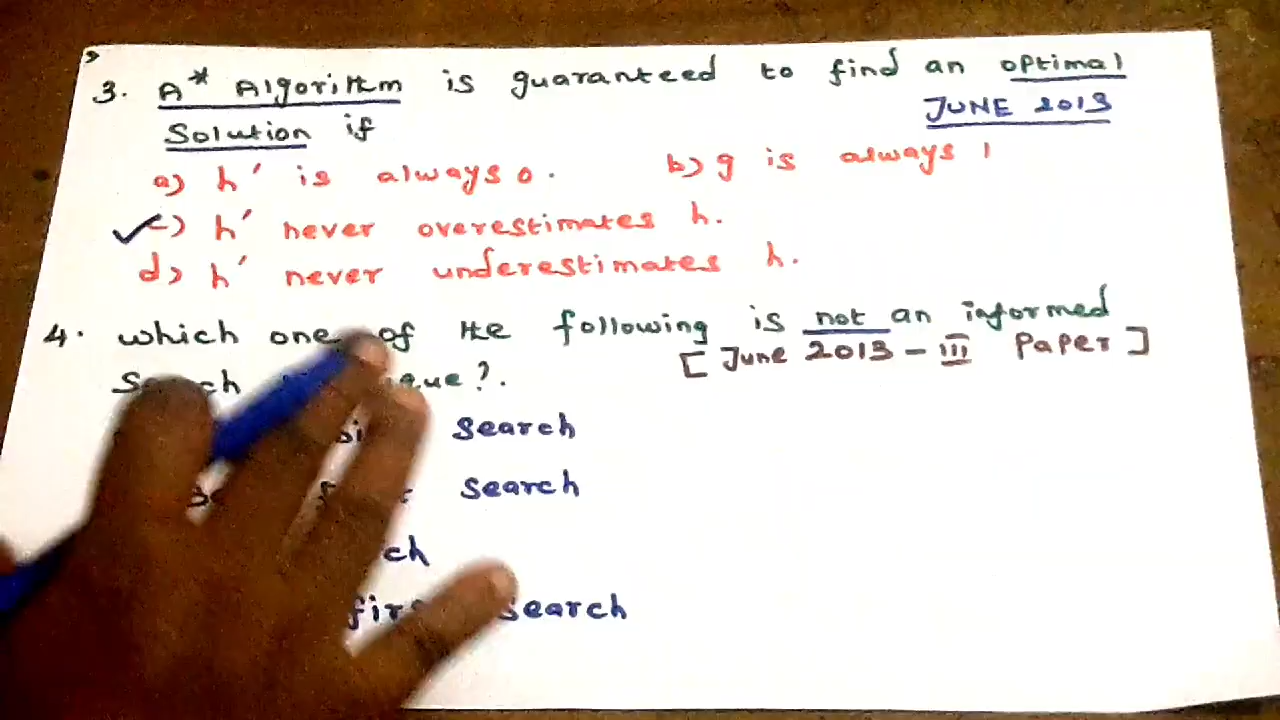 3. A* Algorithm is guaranteed to find an optimal
Solution if
JUNE 2013
a) h' is always 0.
b) g is always 1
c) h' never overestimates h.
d) h' never underestimates h.
4. which one of the following is not an informed
[June 2013 - III Paper]
search
search
search
search